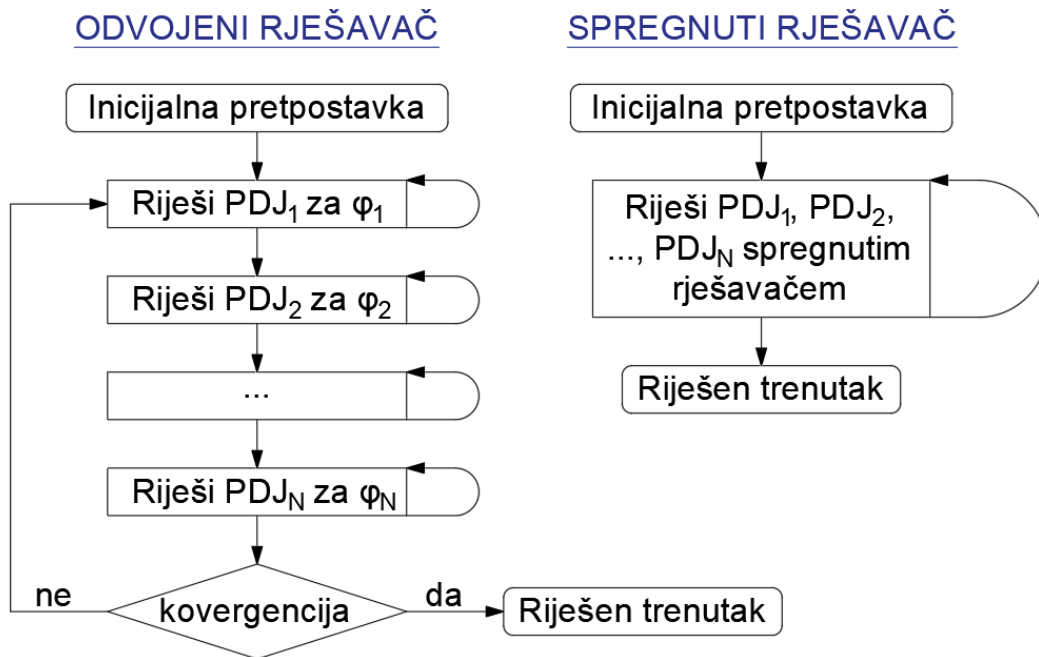 ODVOJENI RJEŠAVAČ
Inicijalna pretpostavka
Riješi PDJ₁ za φ₁
Riješi PDJ₂ za φ₂
...
Riješi PDJN za φN
kovergencija
ne
da
Riješen trenutak
SPREGNUTI RJEŠAVAČ
Inicijalna pretpostavka
Riješi PDJ₁, PDJ₂,
..., PDJN spregnutim
rješavačem
Riješen trenutak